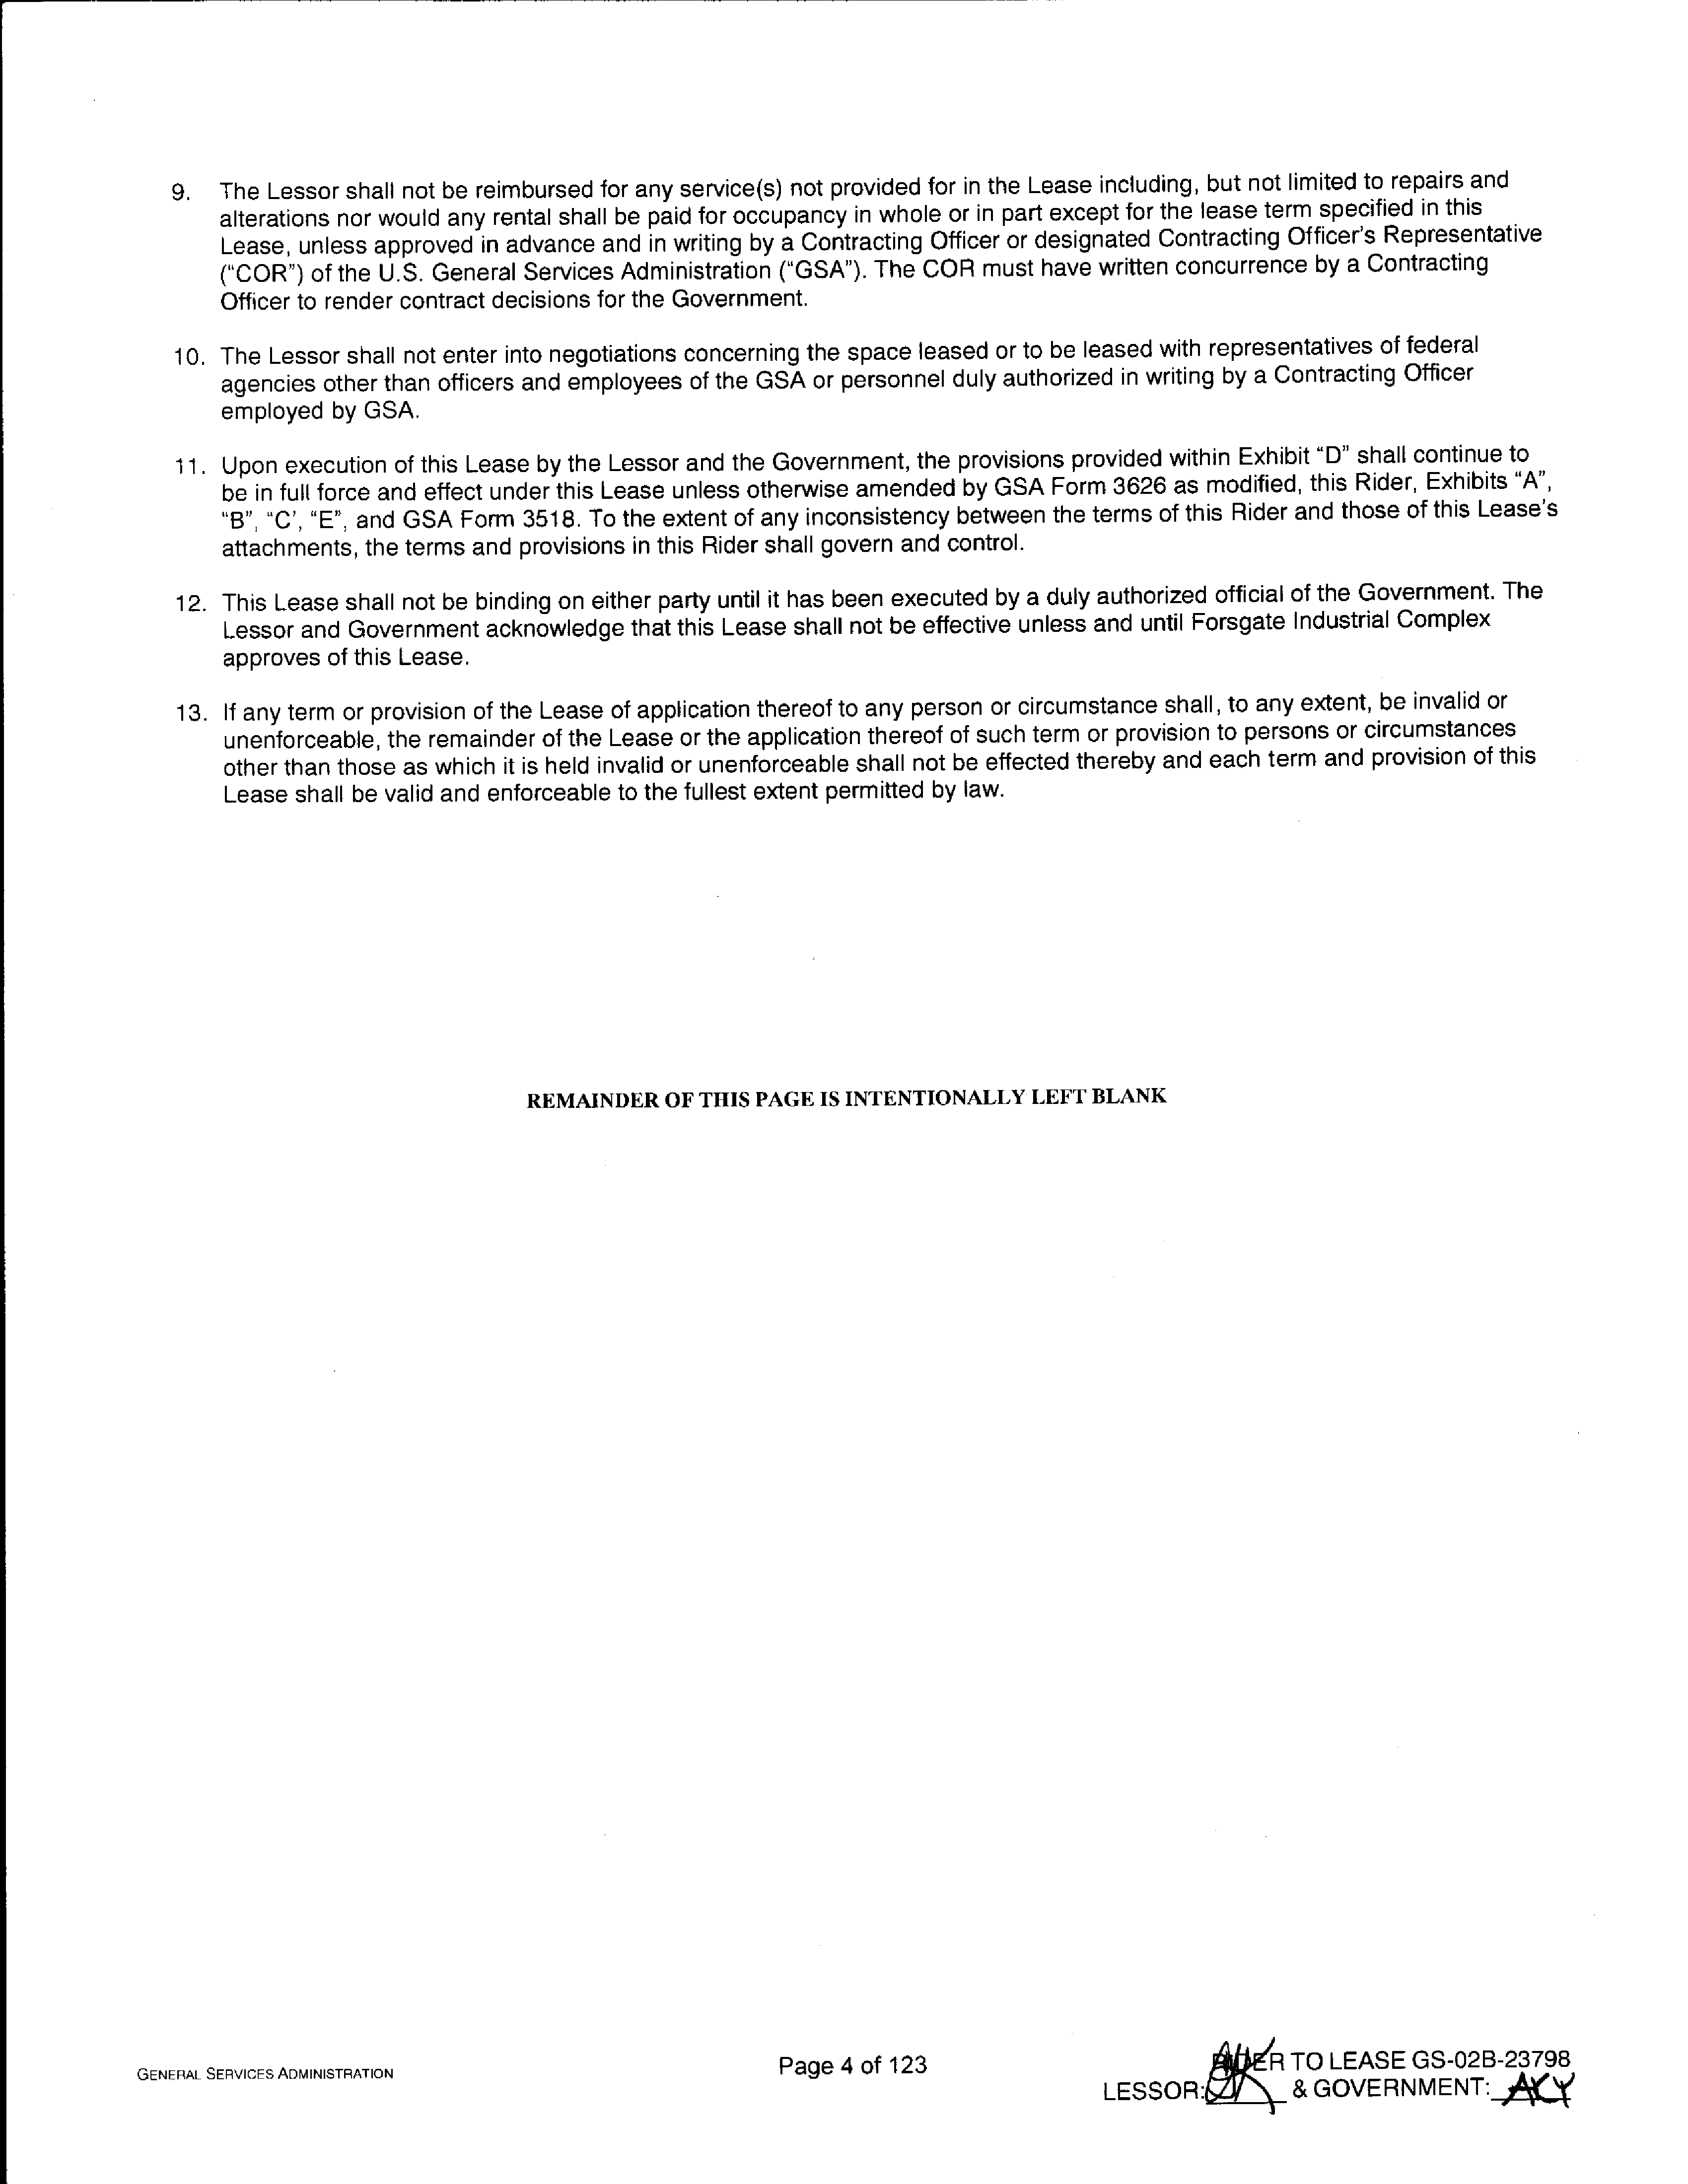 9. The Lessor shall not be reimbursed for any service(s) not provided for in the Lease including, but not limited to repairs and
alterations nor would any rental shall be paid for occupancy in whole or in part except for the lease term specified in this
Lease, unless approved in advance and in writing by a Contracting Officer or designated Contracting Officer's Representative
("COR") of the U.S. General Services Administration ("GSA"). The COR must have written concurrence by a Contracting
Officer to render contract decisions for the Government.
10. The Lessor shall not enter into negotiations concerning the space leased or to be leased with representatives of federal
agencies other than officers and employees of the GSA or personnel duly authorized in writing by a Contracting Officer
employed by GSA.
11. Upon execution of this Lease by the Lessor and the Government, the provisions provided within Exhibit “D” shall continue to
be in full force and effect under this Lease unless otherwise amended by GSA Form 3626 as modified, this Rider, Exhibits “A”,
“B”, “C’, “E”, and GSA Form 3518. To the extent of any inconsistency between the terms of this Rider and those of this Lease's
attachments, the terms and provisions in this Rider shall govern and control.
12. This Lease shall not be binding on either party until it has been executed by a duly authorized official of the Government. The
Lessor and Government acknowledge that this Lease shall not be effective unless and until Forsgate Industrial Complex
approves of this Lease.
13. If any term or provision of the Lease of application thereof to any person or circumstance shall, to any extent, be invalid or
unenforceable, the remainder of the Lease or the application thereof of such term or provision to persons or circumstances
other than those as which it is held invalid or unenforceable shall not be effected thereby and each term and provision of this
Lease shall be valid and enforceable to the fullest extent permitted by law.
REMAINDER OF THIS PAGE IS INTENTIONALLY LEFT BLANK
GENERAL SERVICES ADMINISTRATION
Page 4 of 123
RIDER TO LEASE GS-02B-23798
LESSOR: & GOVERNMENT: ACY